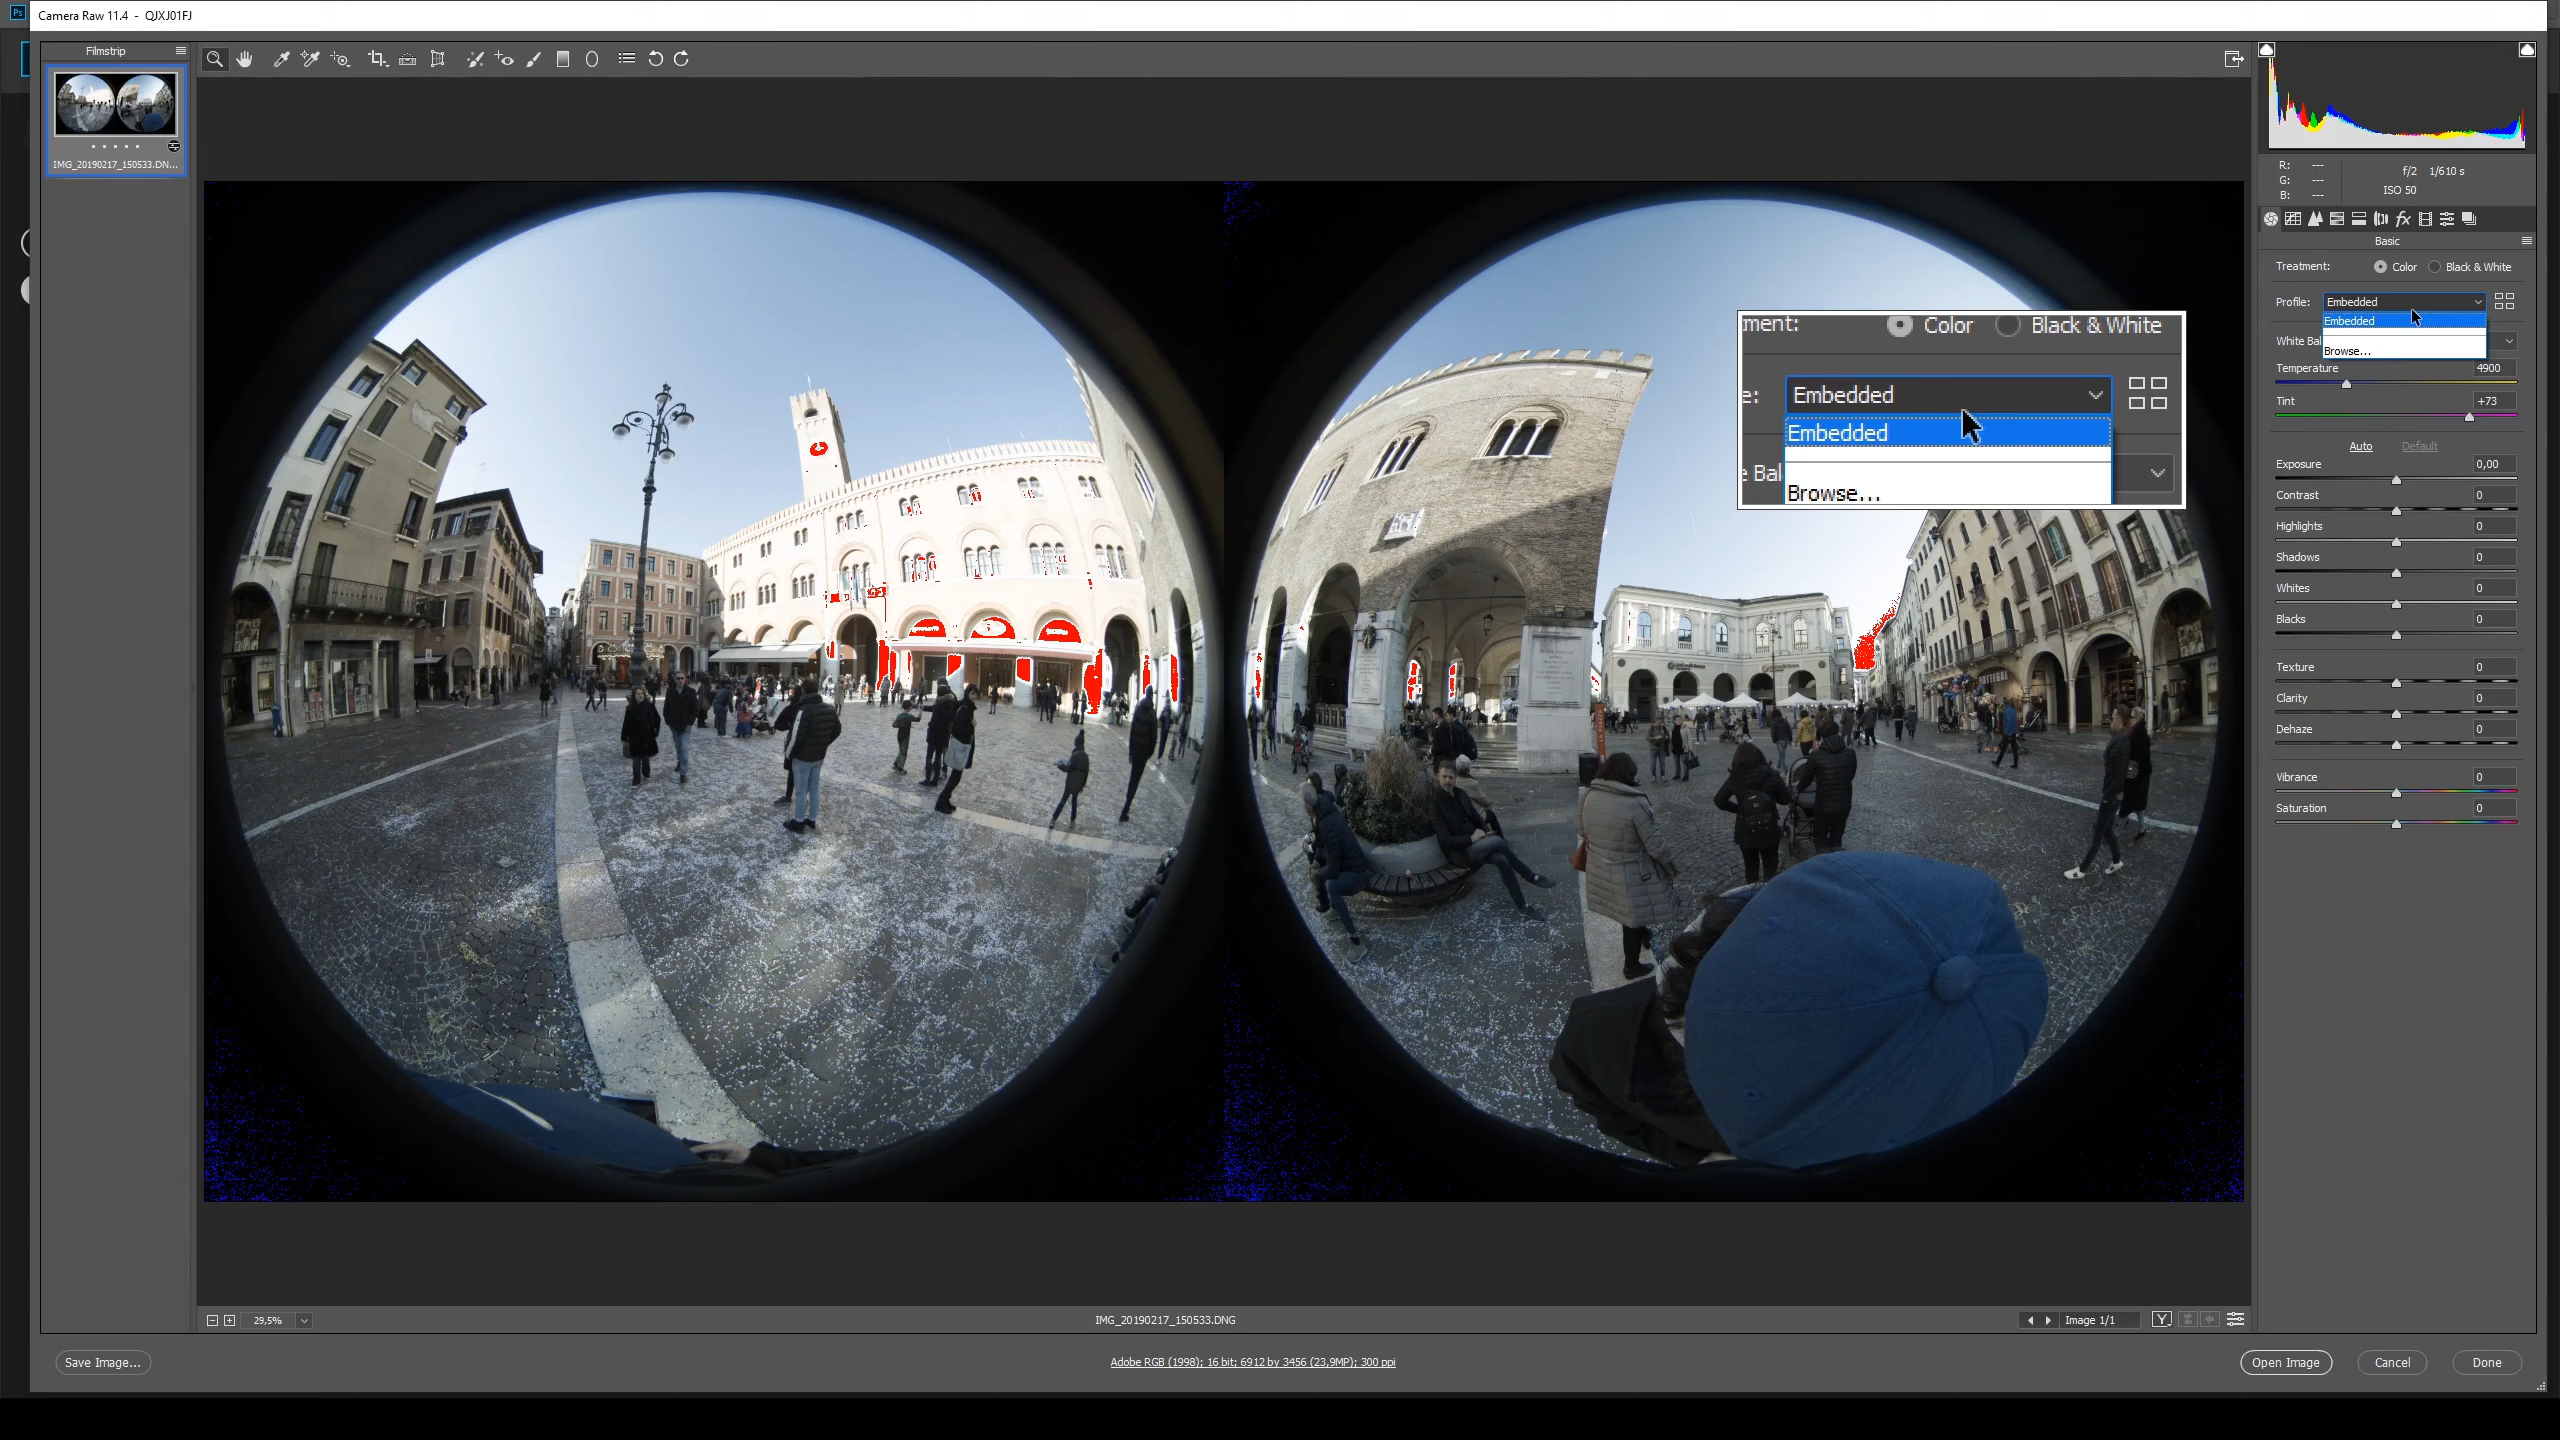 Ps
Camera Raw 11.4 - QJXJ01FJ
Filmstrip
IMG_20190217_150533.DN...
R: ---
G: ---
B: ---
f/2 1/610 s
ISO 50
fx
Basic
Treatment: Color Black & White
Profile: Embedded
Embedded
Browse...
White Bal
Temperature 4900
Tint +73
Auto Default
Exposure 0,00
Contrast 0
Highlights 0
Shadows 0
Whites 0
Blacks 0
Texture 0
Clarity 0
Dehaze 0
Vibrance 0
Saturation 0
ment: Color Black & White
e: Embedded
Embedded
e Bal
Browse...
29,5%
IMG_20190217_150533.DNG
Image 1/1
Y
Save Image...
Adobe RGB (1998); 16 bit; 6912 by 3456 (23,9MP); 300 ppi
Open Image
Cancel
Done